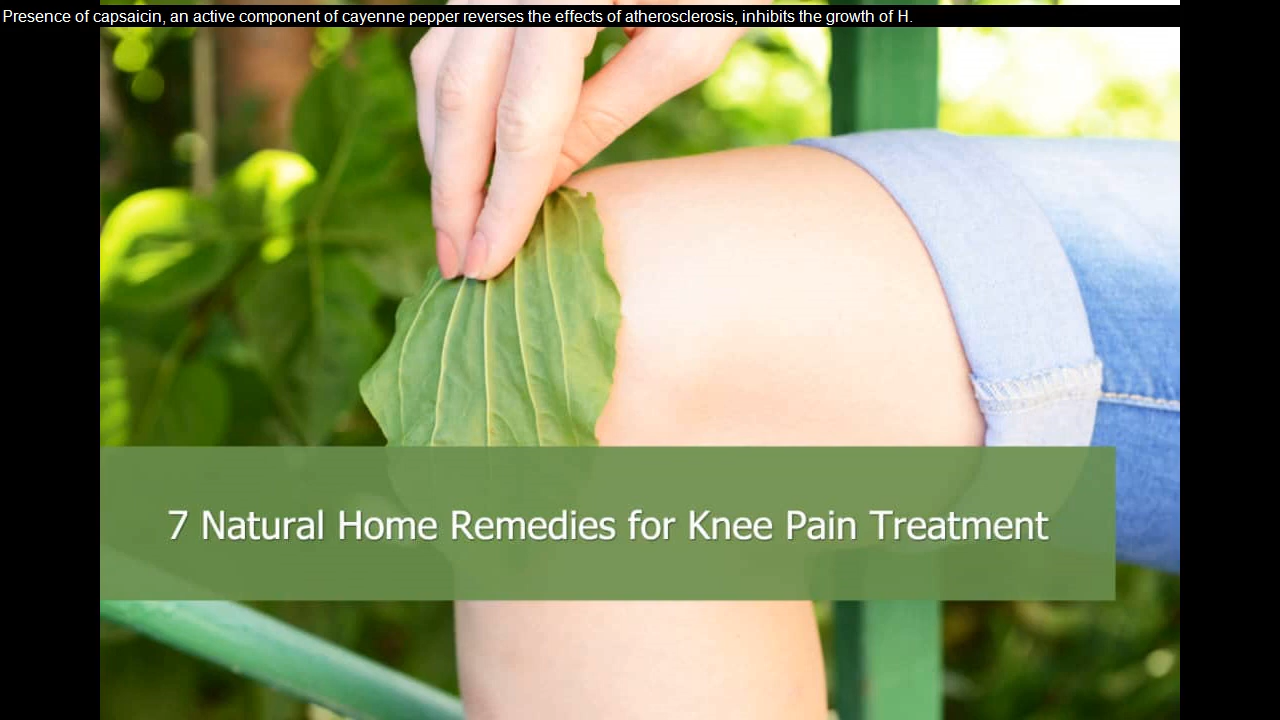 Presence of capsaicin, an active component of cayenne pepper reverses the effects of atherosclerosis, inhibits the growth of H.
7 Natural Home Remedies for Knee Pain Treatment